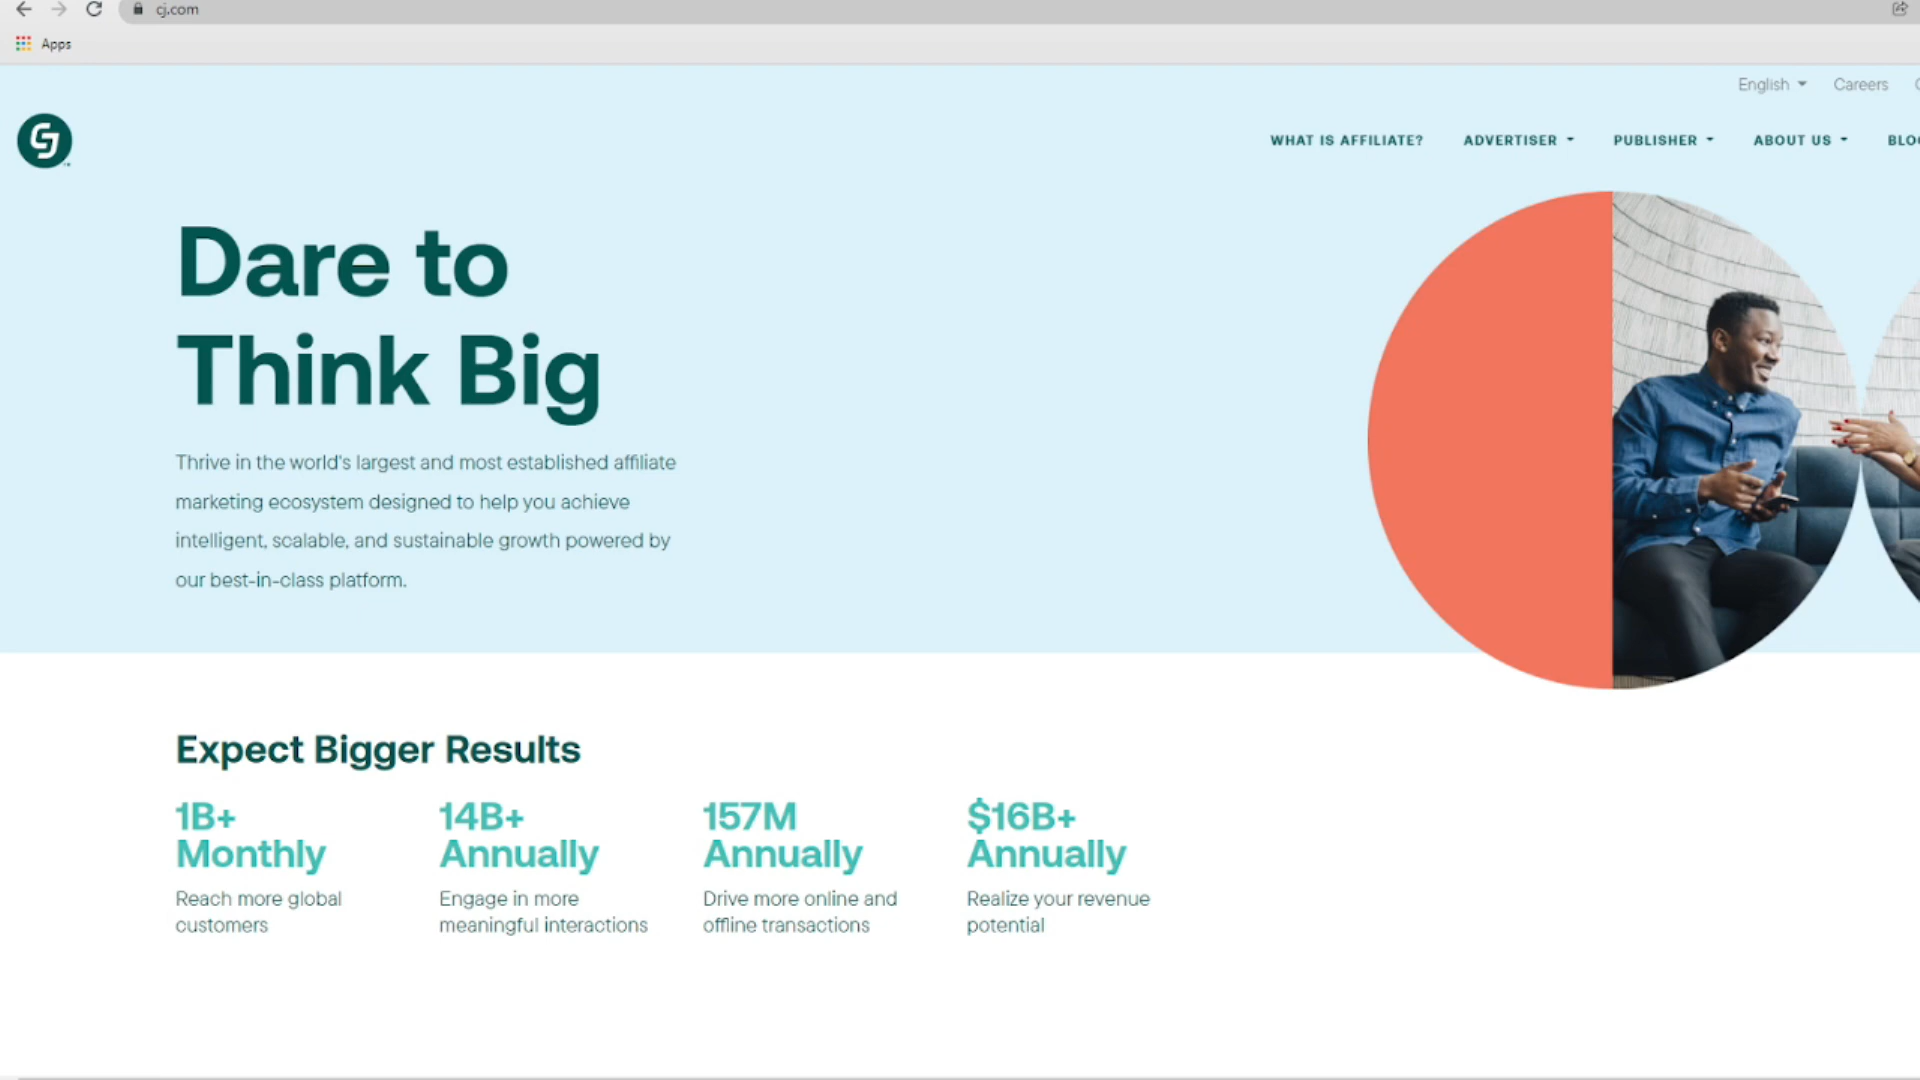 cj.com
Apps
English
Careers
CJ
WHAT IS AFFILIATE?
ADVERTISER
PUBLISHER
ABOUT US
Dare to
Think Big
Thrive in the world's largest and most established affiliate
marketing ecosystem designed to help you achieve
intelligent, scalable, and sustainable growth powered by
our best-in-class platform.
Expect Bigger Results
1B+
Monthly
Reach more global
customers
14B+
Annually
Engage in more
meaningful interactions
157M
Annually
Drive more online and
offline transactions
$16B+
Annually
Realize your revenue
potential